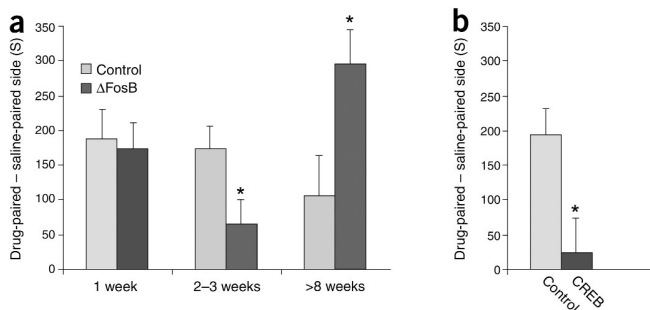 a
Drug-paired – saline-paired side (S)
350
300
250
200
150
100
50
0
Control
ΔFosB
*
*
1 week
2–3 weeks
>8 weeks
b
Drug-paired – saline-paired side (S)
350
300
250
200
150
100
50
0
*
Control
CREB